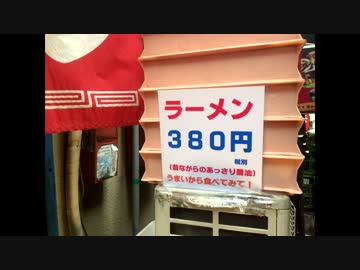 ラーメン
380円
税別
(昔ながらのあっさり醤油)
うまいから食べてみて!